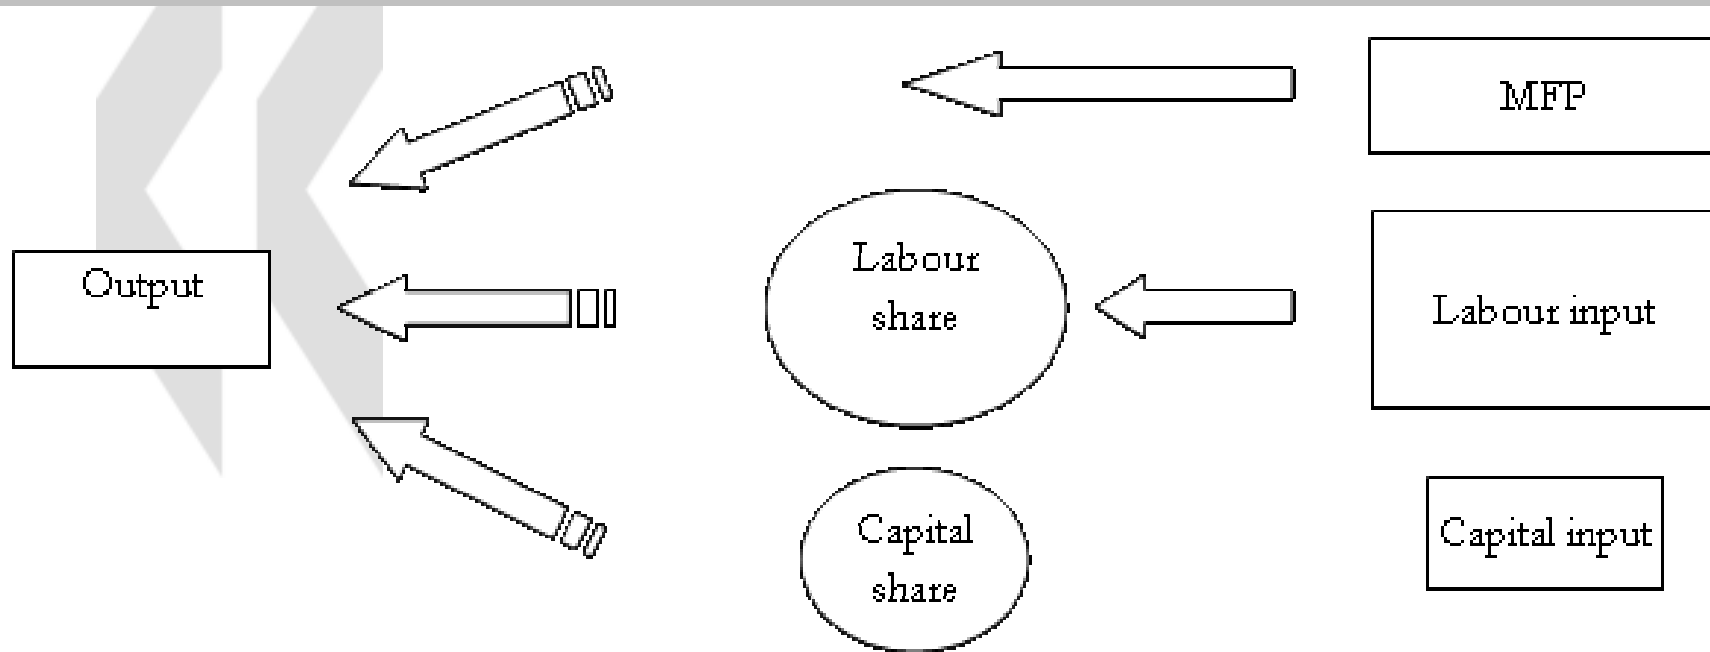 MFP
Output
Labour
share
Labour input
Capital
share
Capital input